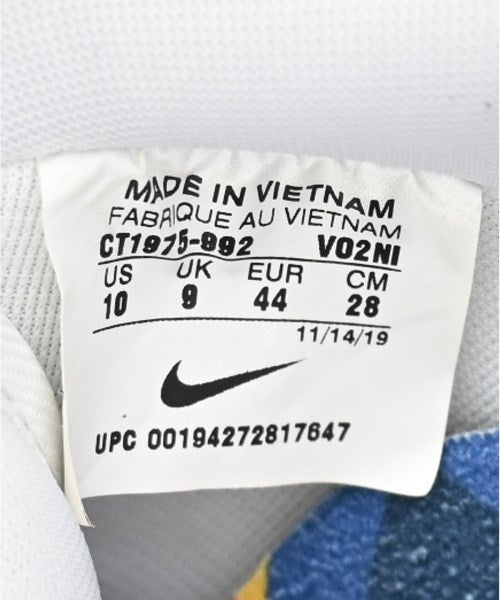 MADE IN VIETNAM
FABRIQUE AU VIETNAM
CT1975-992 VO2NI
US UK EUR CM
10 9 44 28
11/14/19
UPC 00194272817647